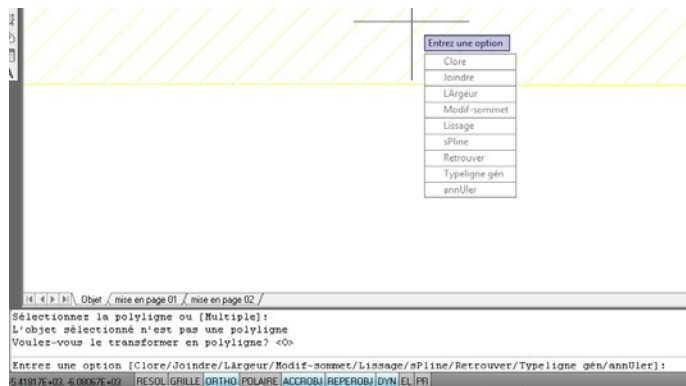 Entrez une option
Clore
Joindre
LArgeur
Modif-sommet
Lissage
sPline
Retrouver
Typeligne gén
annUler
Objet / mise en page 01 / mise en page 02 /
Sélectionnez la polyligne ou [Multiple]:
L'objet sélectionné n'est pas une polyligne
Voulez-vous le transformer en polyligne? <O>
Entrez une option [Clore/Joindre/LArgeur/Modif-sommet/Lissage/sPline/Retrouver/Typeligne gén/annUler]:
RESOL GRILLE ORTHO POLAIRE ACCROBJ REPEROBJ DYN EL PR